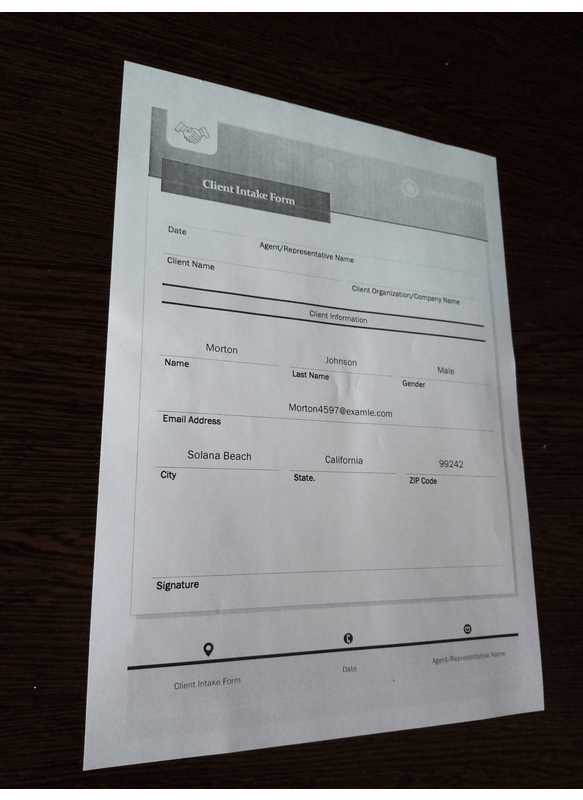 Client Intake Form
Date
Agent/Representative Name
Client Name
Client Organization/Company Name
Client Information
Morton Johnson Male
Name Last Name Gender
Morton4597@examle.com
Email Address
Solana Beach California 99242
City State. ZIP Code
Signature
Client Intake Form Date Agent/Representative Name